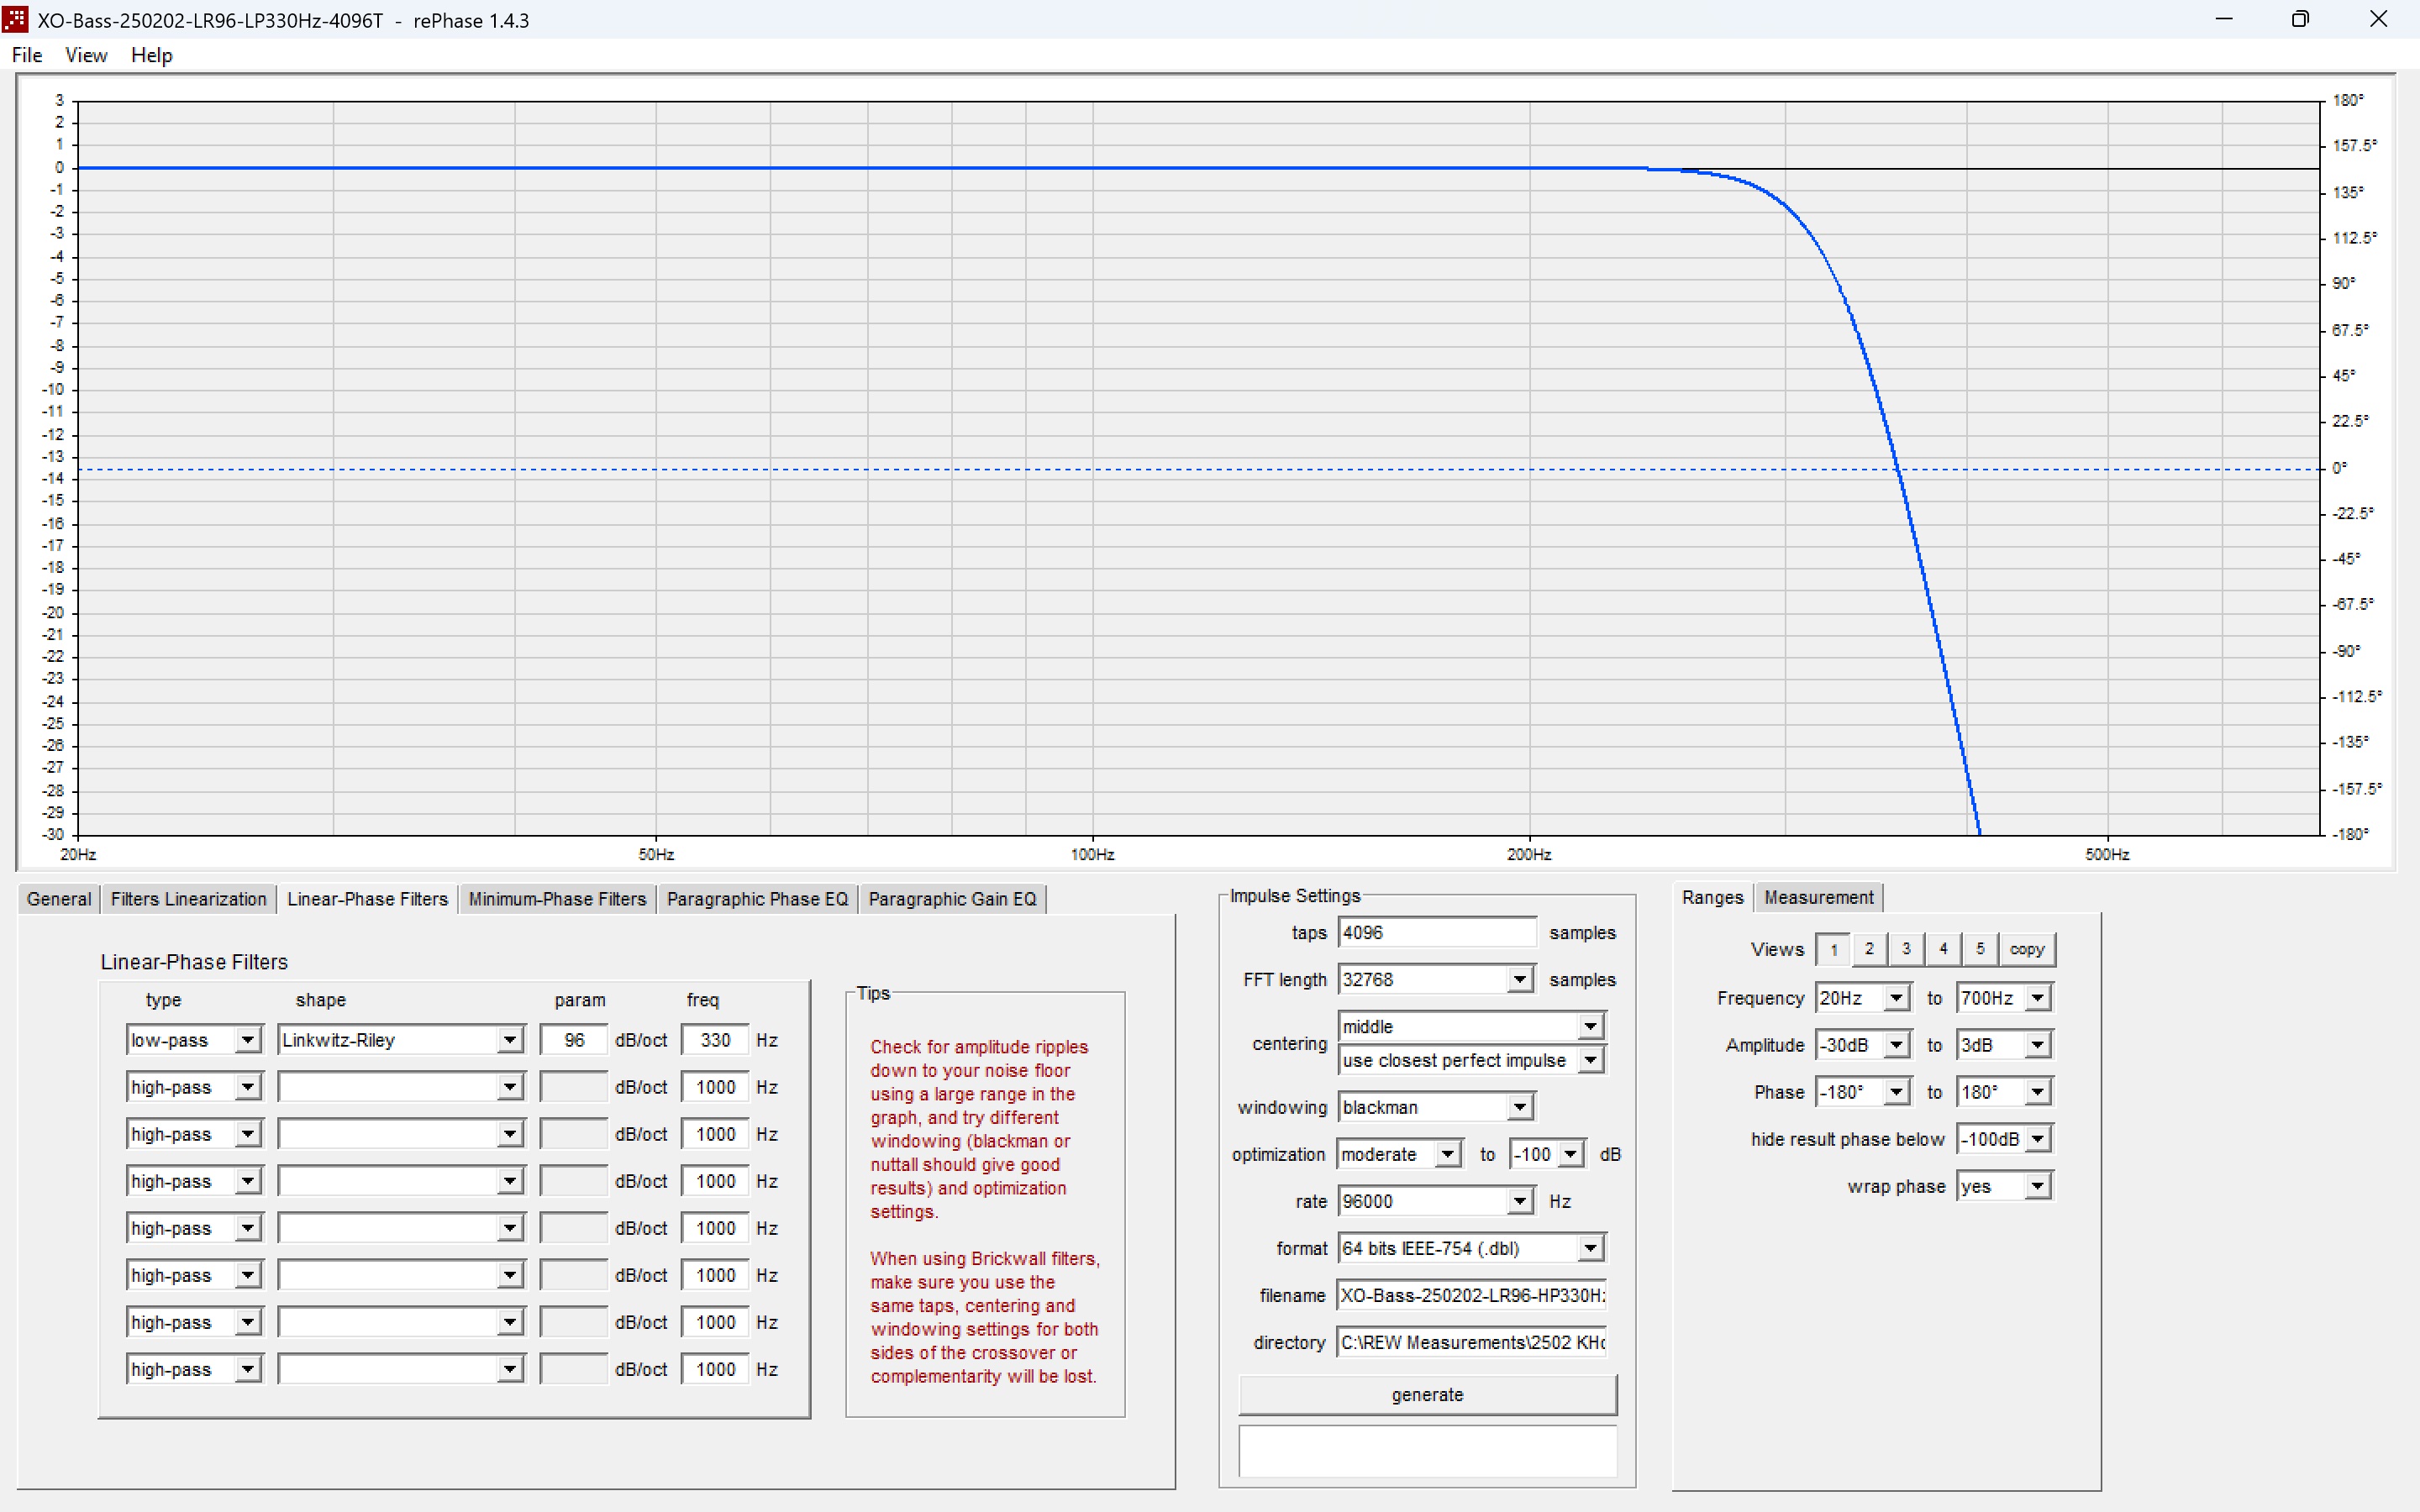 XO-Bass-250202-LR96-LP330Hz-4096T - rePhase 1.4.3
File View Help
3 180°
2
1 157.5°
0
-1 135°
-2
-3 112.5°
-4
-5 90°
-6
-7 67.5°
-8
-9 45°
-10
-11 22.5°
-12
-13 0°
-14
-15 -22.5°
-16
-17 -45°
-18
-19 -67.5°
-20
-21 -90°
-22
-23 -112.5°
-24
-25 -135°
-26
-27 -157.5°
-28
-29
-30 -180°
20Hz 50Hz 100Hz 200Hz 500Hz
General Filters Linearization Linear-Phase Filters Minimum-Phase Filters Paragraphic Phase EQ Paragraphic Gain EQ
Linear-Phase Filters
type shape param freq
low-pass Linkwitz-Riley 96 dB/oct 330 Hz
high-pass dB/oct 1000 Hz
high-pass dB/oct 1000 Hz
high-pass dB/oct 1000 Hz
high-pass dB/oct 1000 Hz
high-pass dB/oct 1000 Hz
high-pass dB/oct 1000 Hz
high-pass dB/oct 1000 Hz
Tips
Check for amplitude ripples
down to your noise floor
using a large range in the
graph, and try different
windowing (blackman or
nuttall should give good
results) and optimization
settings.
When using Brickwall filters,
make sure you use the
same taps, centering and
windowing settings for both
sides of the crossover or
complementarity will be lost.
Impulse Settings
taps 4096 samples
FFT length 32768 samples
centering middle
use closest perfect impulse
windowing blackman
optimization moderate to -100 dB
rate 96000 Hz
format 64 bits IEEE-754 (.dbl)
filename XO-Bass-250202-LR96-HP330H
directory C:\REW Measurements\2502 KH
generate
Ranges Measurement
Views 1 2 3 4 5 copy
Frequency 20Hz to 700Hz
Amplitude -30dB to 3dB
Phase -180° to 180°
hide result phase below -100dB
wrap phase yes